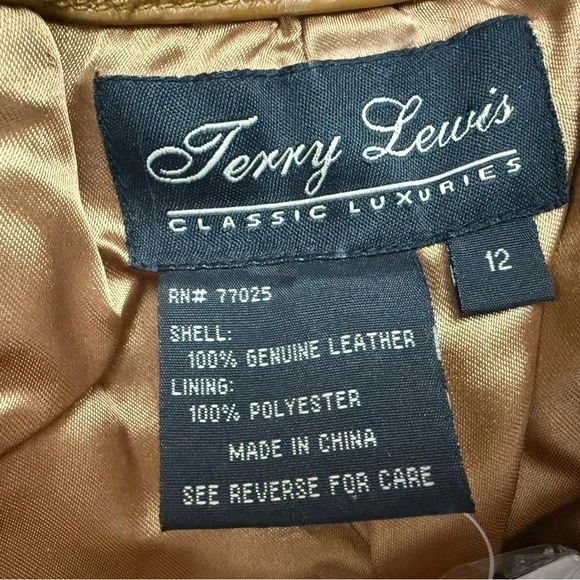 Terry Lewis
CLASSIC LUXURIES
12
RN# 77025
SHELL:
100% GENUINE LEATHER
LINING:
100% POLYESTER
MADE IN CHINA
SEE REVERSE FOR CARE